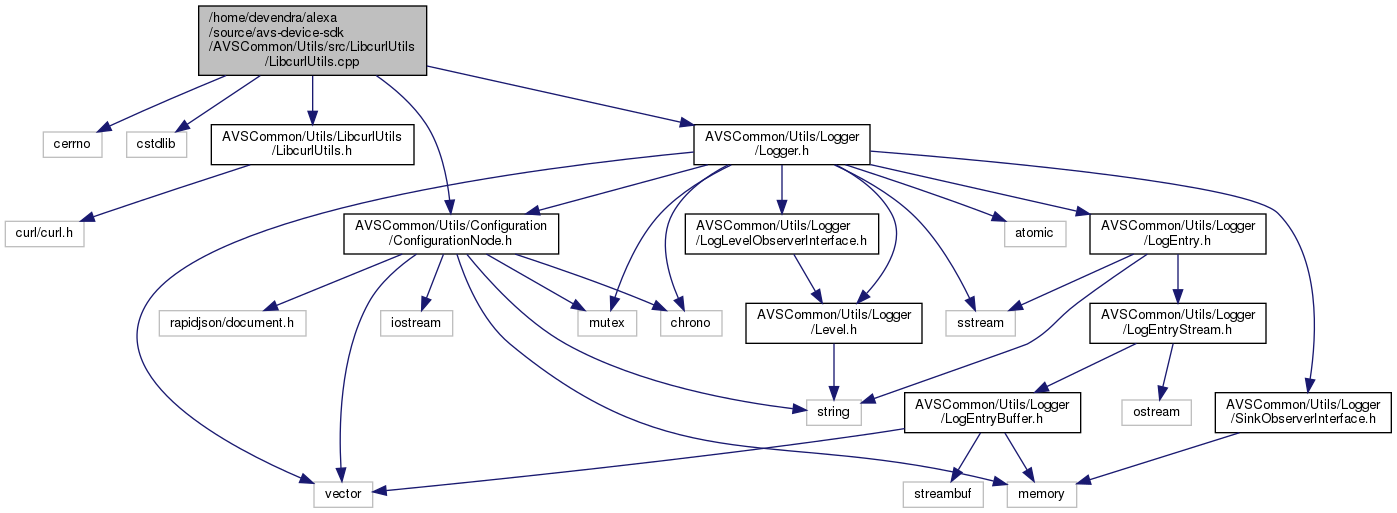 /home/devendra/alexa
/source/avs-device-sdk
/AVSCommon/Utils/src/LibcurlUtils
/LibcurlUtils.cpp
cerrno
cstdlib
AVSCommon/Utils/LibcurlUtils
/LibcurlUtils.h
AVSCommon/Utils/Logger
/Logger.h
curl/curl.h
AVSCommon/Utils/Configuration
/ConfigurationNode.h
AVSCommon/Utils/Logger
/LogLevelObserverInterface.h
atomic
AVSCommon/Utils/Logger
/LogEntry.h
rapidjson/document.h
iostream
mutex
chrono
AVSCommon/Utils/Logger
/Level.h
sstream
AVSCommon/Utils/Logger
/LogEntryStream.h
string
AVSCommon/Utils/Logger
/LogEntryBuffer.h
ostream
AVSCommon/Utils/Logger
/SinkObserverInterface.h
vector
streambuf
memory